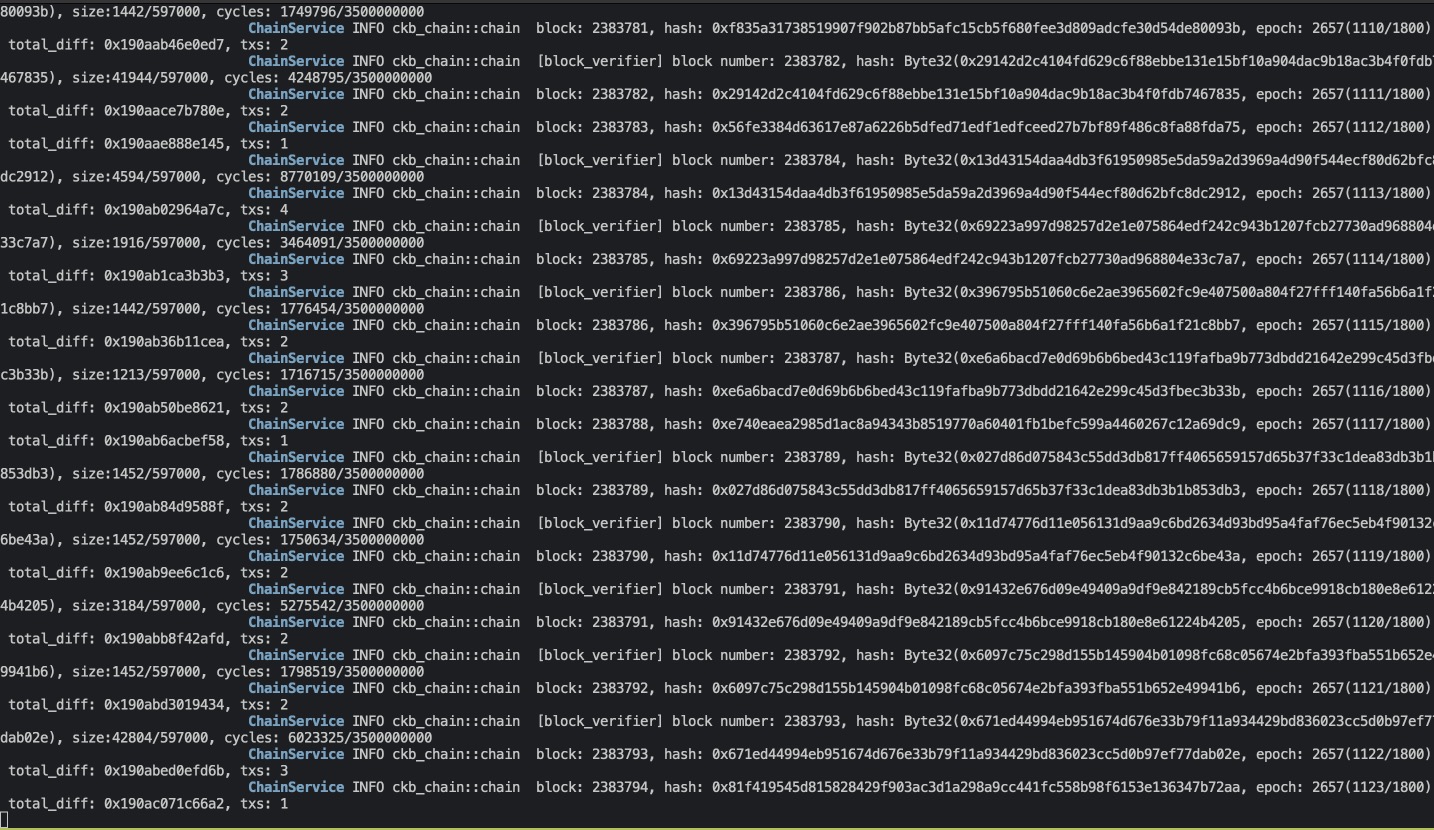 80093b), size:1442/597000, cycles: 1749796/3500000000
ChainService INFO ckb_chain::chain  block: 2383781, hash: 0xf835a31738519907f902b87bb5afc15cb5f680fee3d809adcfe30d54de80093b, epoch: 2657(1110/1800)
total_diff: 0x190aab46e0ed7, txs: 2
ChainService INFO ckb_chain::chain  [block_verifier] block number: 2383782, hash: Byte32(0x29142d2c4104fd629c6f88ebbe131e15bf10a904dac9b18ac3b4f0fdb7
467835), size:41944/597000, cycles: 4248795/3500000000
ChainService INFO ckb_chain::chain  block: 2383782, hash: 0x29142d2c4104fd629c6f88ebbe131e15bf10a904dac9b18ac3b4f0fdb7467835, epoch: 2657(1111/1800)
total_diff: 0x190aace7b780e, txs: 2
ChainService INFO ckb_chain::chain  block: 2383783, hash: 0x56fe3384d63617e87a6226b5dfed71edf1edfceed27b7bf89f486c8fa88fda75, epoch: 2657(1112/1800)
total_diff: 0x190aae888e145, txs: 1
ChainService INFO ckb_chain::chain  [block_verifier] block number: 2383784, hash: Byte32(0x13d43154daa4db3f61950985e5da59a2d3969a4d90f544ecf80d62bfc8
dc2912), size:4594/597000, cycles: 8770109/3500000000
ChainService INFO ckb_chain::chain  block: 2383784, hash: 0x13d43154daa4db3f61950985e5da59a2d3969a4d90f544ecf80d62bfc8dc2912, epoch: 2657(1113/1800)
total_diff: 0x190ab02964a7c, txs: 4
ChainService INFO ckb_chain::chain  [block_verifier] block number: 2383785, hash: Byte32(0x69223a997d98257d2e1e075864edf242c943b1207fcb27730ad968804e
33c7a7), size:1916/597000, cycles: 3464091/3500000000
ChainService INFO ckb_chain::chain  block: 2383785, hash: 0x69223a997d98257d2e1e075864edf242c943b1207fcb27730ad968804e33c7a7, epoch: 2657(1114/1800)
total_diff: 0x190ab1ca3b3b3, txs: 3
ChainService INFO ckb_chain::chain  [block_verifier] block number: 2383786, hash: Byte32(0x396795b51060c6e2ae3965602fc9e407500a804f27fff140fa56b6a1f2
1c8bb7), size:1442/597000, cycles: 1776454/3500000000
ChainService INFO ckb_chain::chain  block: 2383786, hash: 0x396795b51060c6e2ae3965602fc9e407500a804f27fff140fa56b6a1f21c8bb7, epoch: 2657(1115/1800)
total_diff: 0x190ab36b11cea, txs: 2
ChainService INFO ckb_chain::chain  [block_verifier] block number: 2383787, hash: Byte32(0xe6a6bacd7e0d69b6b6bed43c119fafba9b773dbdd21642e299c45d3fbe
c3b33b), size:1213/597000, cycles: 1716715/3500000000
ChainService INFO ckb_chain::chain  block: 2383787, hash: 0xe6a6bacd7e0d69b6b6bed43c119fafba9b773dbdd21642e299c45d3fbec3b33b, epoch: 2657(1116/1800)
total_diff: 0x190ab50be8621, txs: 2
ChainService INFO ckb_chain::chain  block: 2383788, hash: 0xe740eaea2985d1ac8a94343b8519770a60401fb1befc599a4460267c12a69dc9, epoch: 2657(1117/1800)
total_diff: 0x190ab6acbef58, txs: 1
ChainService INFO ckb_chain::chain  [block_verifier] block number: 2383789, hash: Byte32(0x027d86d075843c55dd3db817ff4065659157d65b37f33c1dea83db3b1b
853db3), size:1452/597000, cycles: 1786880/3500000000
ChainService INFO ckb_chain::chain  block: 2383789, hash: 0x027d86d075843c55dd3db817ff4065659157d65b37f33c1dea83db3b1b853db3, epoch: 2657(1118/1800)
total_diff: 0x190ab84d9588f, txs: 2
ChainService INFO ckb_chain::chain  [block_verifier] block number: 2383790, hash: Byte32(0x11d74776d11e056131d9aa9c6bd2634d93bd95a4faf76ec5eb4f90132c
6be43a), size:1452/597000, cycles: 1750634/3500000000
ChainService INFO ckb_chain::chain  block: 2383790, hash: 0x11d74776d11e056131d9aa9c6bd2634d93bd95a4faf76ec5eb4f90132c6be43a, epoch: 2657(1119/1800)
total_diff: 0x190ab9ee6c1c6, txs: 2
ChainService INFO ckb_chain::chain  [block_verifier] block number: 2383791, hash: Byte32(0x91432e676d09e49409a9df9e842189cb5fcc4b6bce9918cb180e8e6122
4b4205), size:3184/597000, cycles: 5275542/3500000000
ChainService INFO ckb_chain::chain  block: 2383791, hash: 0x91432e676d09e49409a9df9e842189cb5fcc4b6bce9918cb180e8e61224b4205, epoch: 2657(1120/1800)
total_diff: 0x190abb8f42afd, txs: 2
ChainService INFO ckb_chain::chain  [block_verifier] block number: 2383792, hash: Byte32(0x6097c75c298d155b145904b01098fc68c05674e2bfa393fba551b652e4
9941b6), size:1452/597000, cycles: 1798519/3500000000
ChainService INFO ckb_chain::chain  block: 2383792, hash: 0x6097c75c298d155b145904b01098fc68c05674e2bfa393fba551b652e49941b6, epoch: 2657(1121/1800)
total_diff: 0x190abd3019434, txs: 2
ChainService INFO ckb_chain::chain  [block_verifier] block number: 2383793, hash: Byte32(0x671ed44994eb951674d676e33b79f11a934429bd836023cc5d0b97ef77
dab02e), size:42804/597000, cycles: 6023325/3500000000
ChainService INFO ckb_chain::chain  block: 2383793, hash: 0x671ed44994eb951674d676e33b79f11a934429bd836023cc5d0b97ef77dab02e, epoch: 2657(1122/1800)
total_diff: 0x190abed0efd6b, txs: 3
ChainService INFO ckb_chain::chain  block: 2383794, hash: 0x81f419545d815828429f903ac3d1a298a9cc441fc558b98f6153e136347b72aa, epoch: 2657(1123/1800)
total_diff: 0x190ac071c66a2, txs: 1